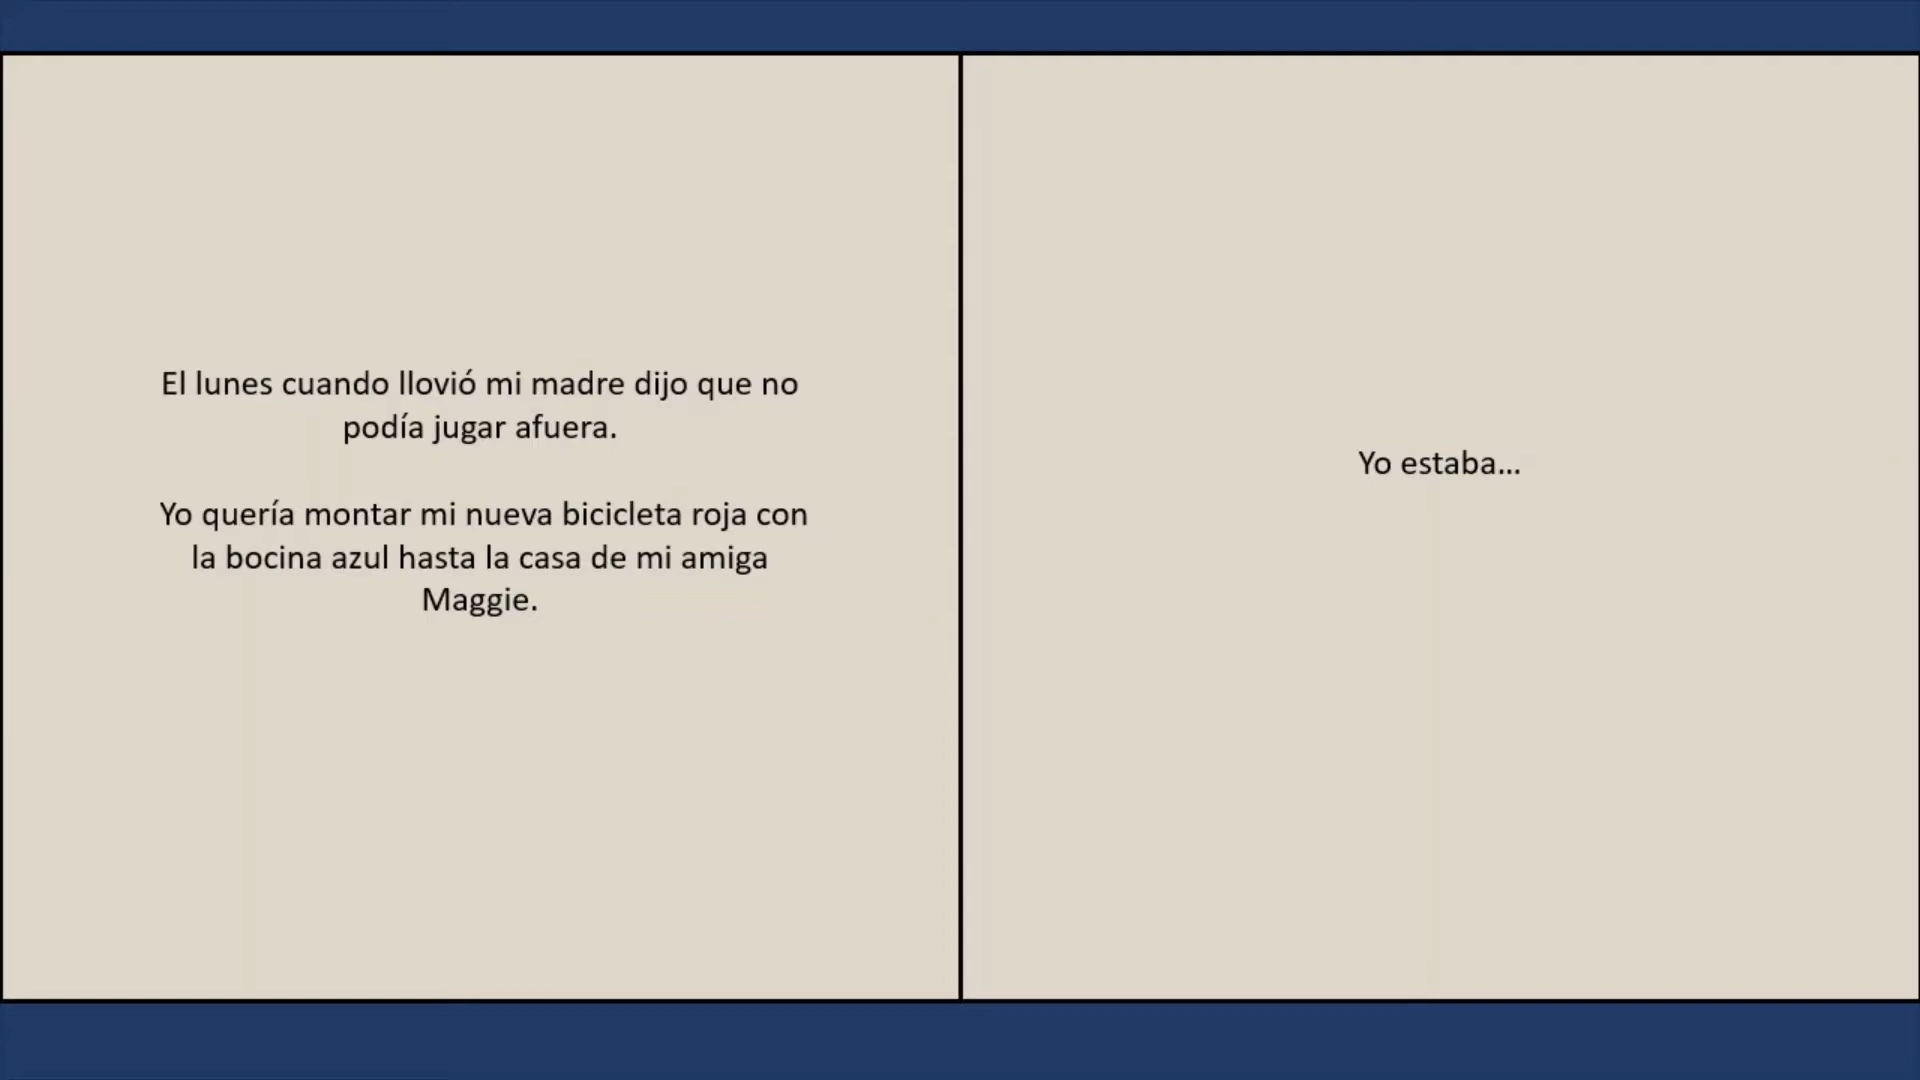 El lunes cuando llovió mi madre dijo que no
podía jugar afuera.
Yo quería montar mi nueva bicicleta roja con
la bocina azul hasta la casa de mi amiga
Maggie.
Yo estaba...